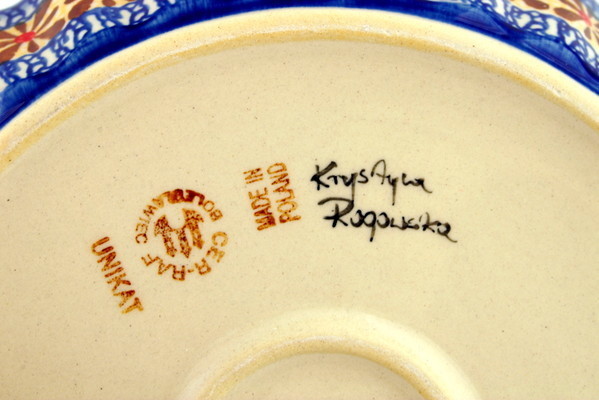 UNIKAT
CER-RAF
BOLESŁAWIEC
MADE IN
POLAND
Krystyna
Rogowska